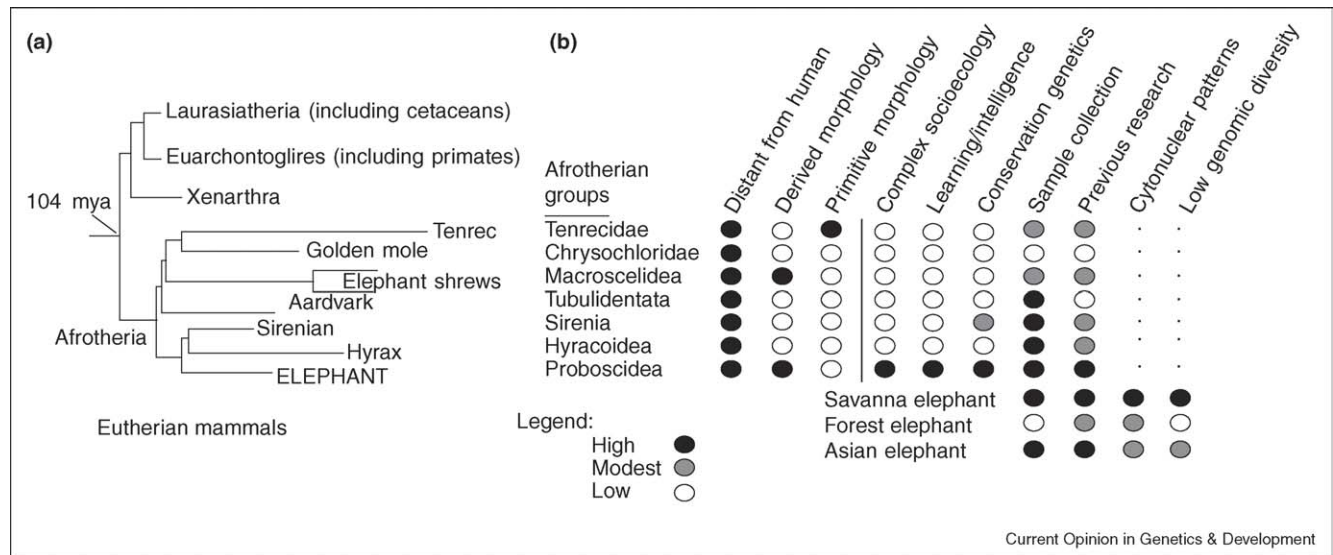 (a)
Laurasiatheria (including cetaceans)
Euarchontoglires (including primates)
Xenarthra
104 mya
Tenrec
Golden mole
Elephant shrews
Aardvark
Afrotheria
Sirenian
Hyrax
ELEPHANT
Eutherian mammals
(b)
Distant from human
Derived morphology
Primitive morphology
Complex socioecology
Learning/intelligence
Conservation genetics
Sample collection
Previous research
Cytonuclear patterns
Low genomic diversity
Afrotherian
groups
Tenrecidae
Chrysochloridae
Macroscelidea
Tubulidentata
Sirenia
Hyracoidea
Proboscidea
Savanna elephant
Forest elephant
Asian elephant
Legend:
High
Modest
Low
Current Opinion in Genetics & Development